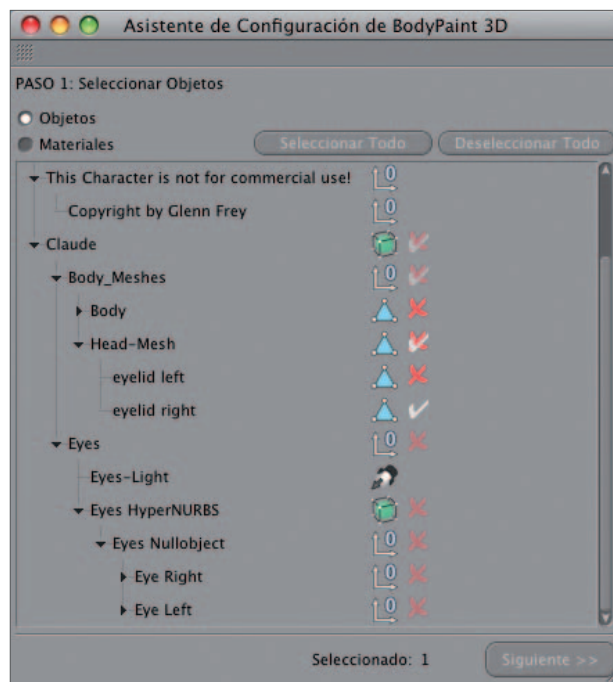 Asistente de Configuración de BodyPaint 3D
PASO 1: Seleccionar Objetos
Objetos
Materiales
Seleccionar Todo
Deseleccionar Todo
This Character is not for commercial use!
Copyright by Glenn Frey
Claude
Body_Meshes
Body
Head-Mesh
eyelid left
eyelid right
Eyes
Eyes-Light
Eyes HyperNURBS
Eyes Nullobject
Eye Right
Eye Left
Seleccionado: 1
Siguiente >>